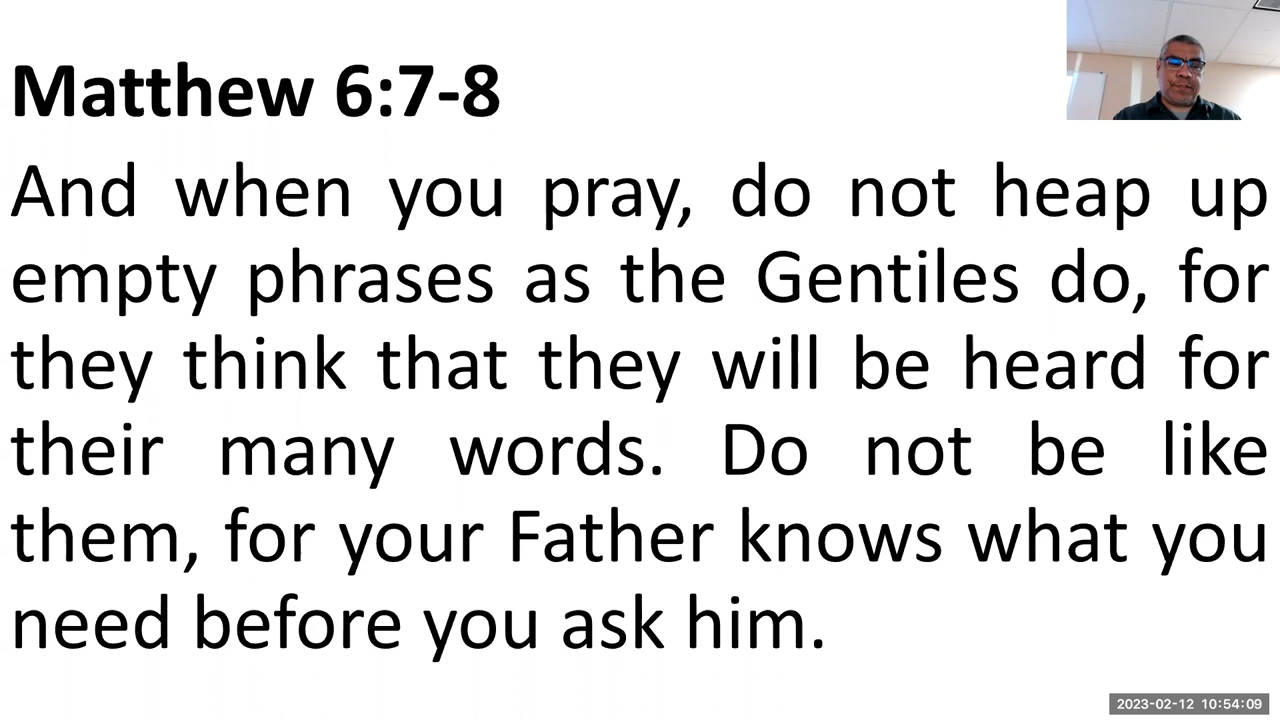 Matthew 6:7-8
And when you pray, do not heap up
empty phrases as the Gentiles do, for
they think that they will be heard for
their many words. Do not be like
them, for your Father knows what you
need before you ask him.
2023-02-12 10:54:09